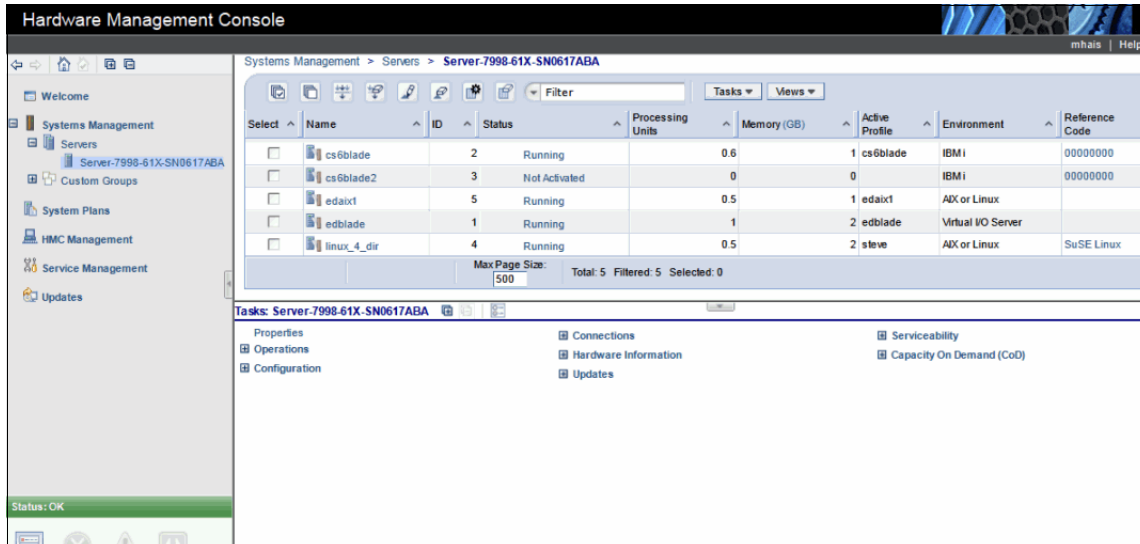 Hardware Management Console
mhais | Help
Systems Management > Servers > Server-7998-61X-SN0617ABA
Welcome
Systems Management
Servers
Server-7998-61X-SN0617ABA
Custom Groups
System Plans
HMC Management
Service Management
Updates
Filter Tasks Views
Select Name ID Status Processing Units Memory (GB) Active Profile Environment Reference Code
cs6blade 2 Running 0.6 1 cs6blade IBM i 00000000
cs6blade2 3 Not Activated 0 0 IBM i 00000000
edaix1 5 Running 0.5 1 edaix1 AIX or Linux
edblade 1 Running 1 2 edblade Virtual I/O Server
linux_4_dir 4 Running 0.5 2 steve AIX or Linux SuSE Linux
Max Page Size:
500 Total: 5 Filtered: 5 Selected: 0
Tasks: Server-7998-61X-SN0617ABA
Properties
Operations
Configuration
Connections
Hardware Information
Updates
Serviceability
Capacity On Demand (CoD)
Status: OK